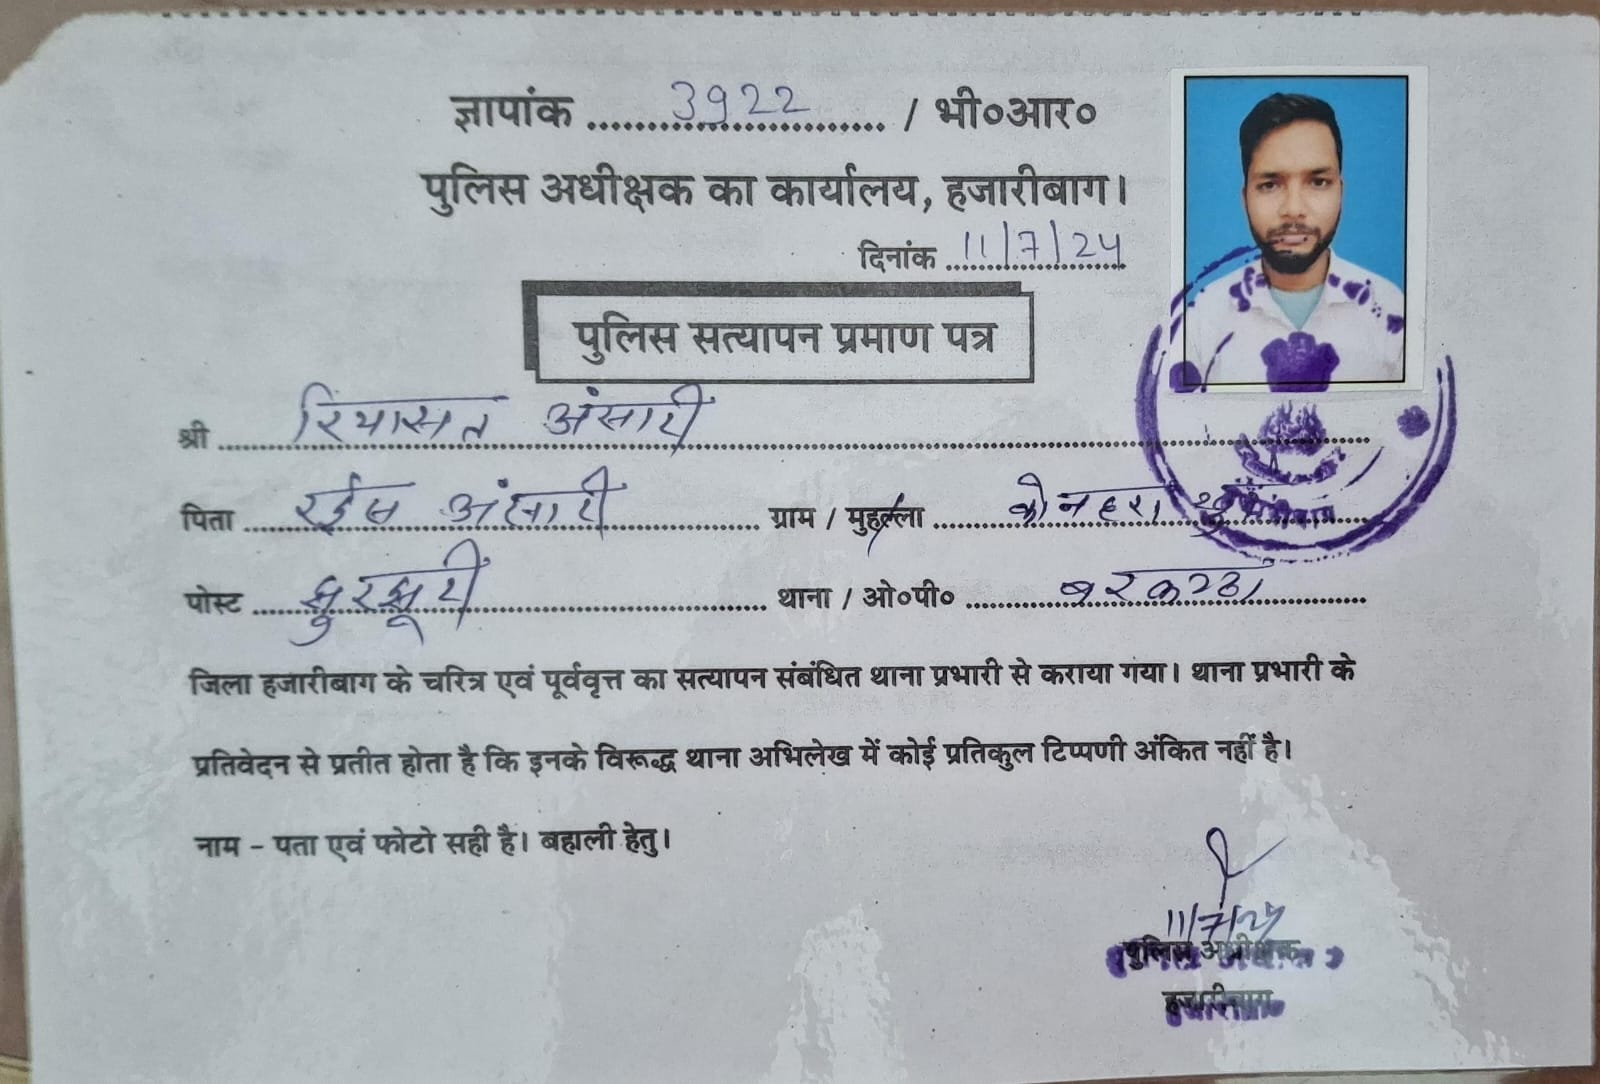 ज्ञापांक ........3922........ / भी०आर०
पुलिस अधीक्षक का कार्यालय, हजारीबाग।
दिनांक ..11/7/24..
पुलिस सत्यापन प्रमाण पत्र
श्री ........रियासत अंसारी........
पिता ........रईस अंसारी........ ग्राम / मुहल्ला ........कोनहरा खुर्द........
पोस्ट ........झुरझुरी........ थाना / ओ०पी० ........बरकट्ठा........
जिला हजारीबाग के चरित्र एवं पूर्ववृत्त का सत्यापन संबंधित थाना प्रभारी से कराया गया। थाना प्रभारी के
प्रतिवेदन से प्रतीत होता है कि इनके विरूद्ध थाना अभिलेख में कोई प्रतिकुल टिप्पणी अंकित नहीं है।
नाम - पता एवं फोटो सही है। बहाली हेतु।
11/7/24
पुलिस अधीक्षक
हजारीबाग